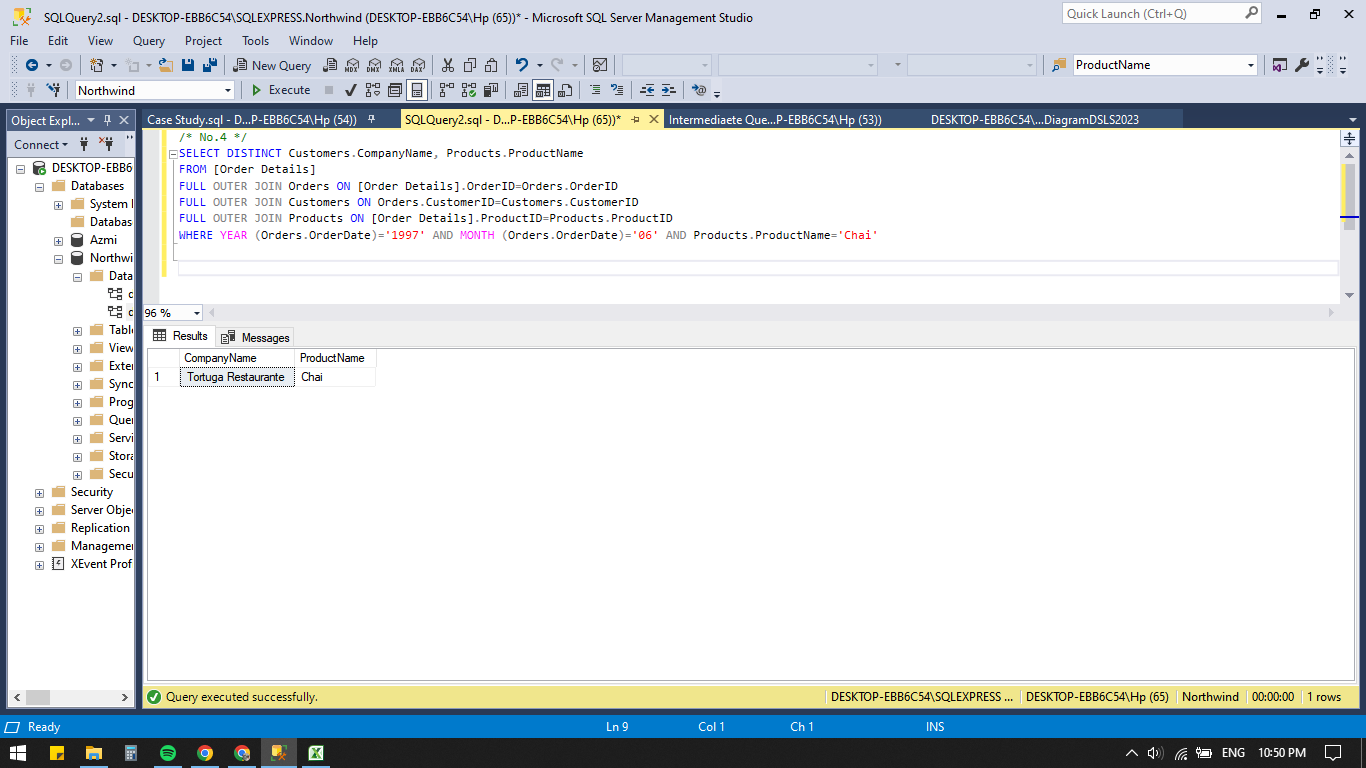 SQLQuery2.sql - DESKTOP-EBB6C54\SQLEXPRESS.Northwind (DESKTOP-EBB6C54\Hp (65))* - Microsoft SQL Server Management Studio
Quick Launch (Ctrl+Q)
File Edit View Query Project Tools Window Help
New Query MDX DMX XMLA DAX ProductName
Northwind Execute
Object Expl...
Case Study.sql - D...P-EBB6C54\Hp (54))
SQLQuery2.sql - D...P-EBB6C54\Hp (65))*
Intermediaete Que...P-EBB6C54\Hp (53))
DESKTOP-EBB6C54\...DiagramDSLS2023
Connect
DESKTOP-EBB6
Databases
System
Databas
Azmi
Northwi
Data
d
d
Table
View
Exter
Sync
Prog
Quer
Servi
Stora
Secu
Security
Server Obje
Replication
Managemer
XEvent Prof
/* No.4 */
SELECT DISTINCT Customers.CompanyName, Products.ProductName
FROM [Order Details]
FULL OUTER JOIN Orders ON [Order Details].OrderID=Orders.OrderID
FULL OUTER JOIN Customers ON Orders.CustomerID=Customers.CustomerID
FULL OUTER JOIN Products ON [Order Details].ProductID=Products.ProductID
WHERE YEAR (Orders.OrderDate)='1997' AND MONTH (Orders.OrderDate)='06' AND Products.ProductName='Chai'
96 %
Results Messages
CompanyName ProductName
1 Tortuga Restaurante Chai
Query executed successfully.
DESKTOP-EBB6C54\SQLEXPRESS ... DESKTOP-EBB6C54\Hp (65) Northwind 00:00:00 1 rows
Ready Ln 9 Col 1 Ch 1 INS
ENG 10:50 PM